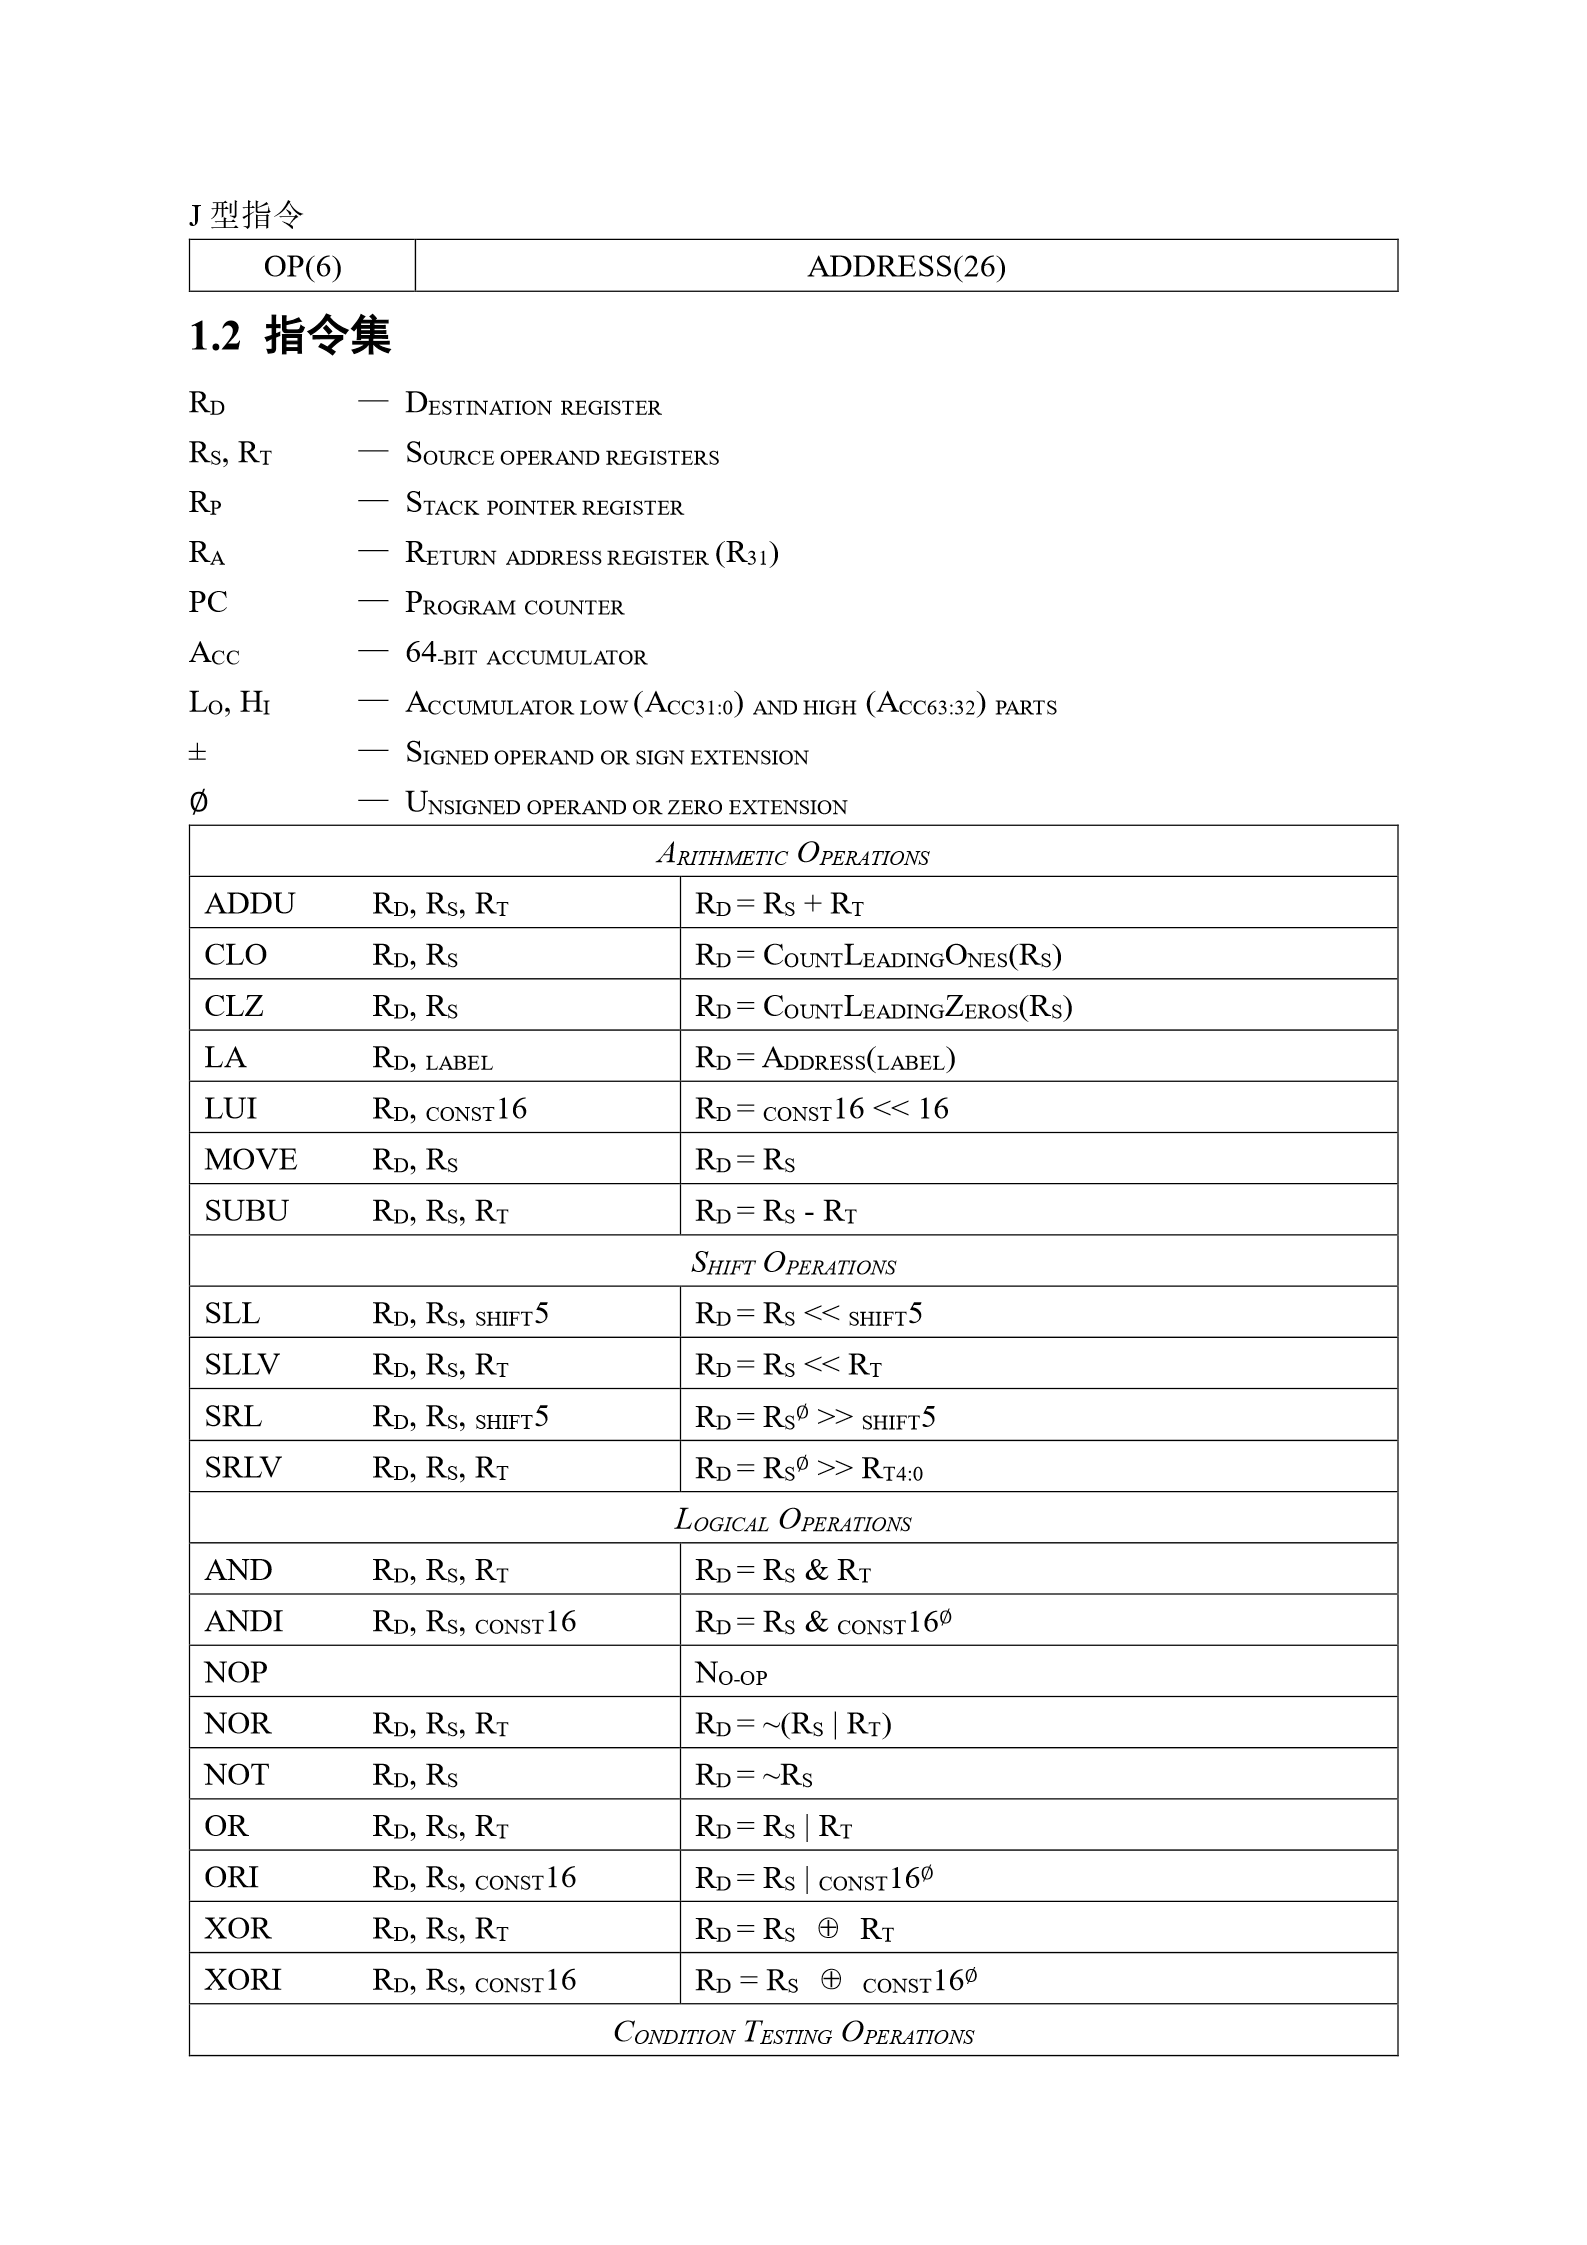 J 型指令
OP(6) ADDRESS(26)
1.2 指令集
RD — DESTINATION REGISTER
RS, RT — SOURCE OPERAND REGISTERS
RP — STACK POINTER REGISTER
RA — RETURN ADDRESS REGISTER (R31)
PC — PROGRAM COUNTER
ACC — 64-BIT ACCUMULATOR
LO, HI — ACCUMULATOR LOW (ACC31:0) AND HIGH (ACC63:32) PARTS
± — SIGNED OPERAND OR SIGN EXTENSION
∅ — UNSIGNED OPERAND OR ZERO EXTENSION
ARITHMETIC OPERATIONS
ADDU RD, RS, RT RD = RS + RT
CLO RD, RS RD = COUNTLEADINGONES(RS)
CLZ RD, RS RD = COUNTLEADINGZEROS(RS)
LA RD, LABEL RD = ADDRESS(LABEL)
LUI RD, CONST16 RD = CONST16 << 16
MOVE RD, RS RD = RS
SUBU RD, RS, RT RD = RS - RT
SHIFT OPERATIONS
SLL RD, RS, SHIFT5 RD = RS << SHIFT5
SLLV RD, RS, RT RD = RS << RT
SRL RD, RS, SHIFT5 RD = RS∅ >> SHIFT5
SRLV RD, RS, RT RD = RS∅ >> RT4:0
LOGICAL OPERATIONS
AND RD, RS, RT RD = RS & RT
ANDI RD, RS, CONST16 RD = RS & CONST16∅
NOP NO-OP
NOR RD, RS, RT RD = ~(RS | RT)
NOT RD, RS RD = ~RS
OR RD, RS, RT RD = RS | RT
ORI RD, RS, CONST16 RD = RS | CONST16∅
XOR RD, RS, RT RD = RS ⊕ RT
XORI RD, RS, CONST16 RD = RS ⊕ CONST16∅
CONDITION TESTING OPERATIONS